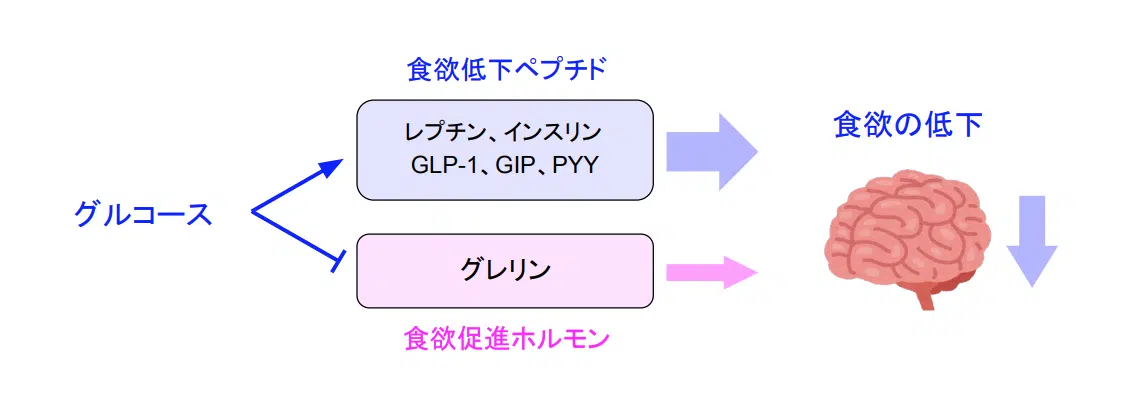 食欲低下ペプチド
レプチン、インスリン
GLP-1、GIP、PYY
食欲の低下
グルコース
グレリン
食欲促進ホルモン